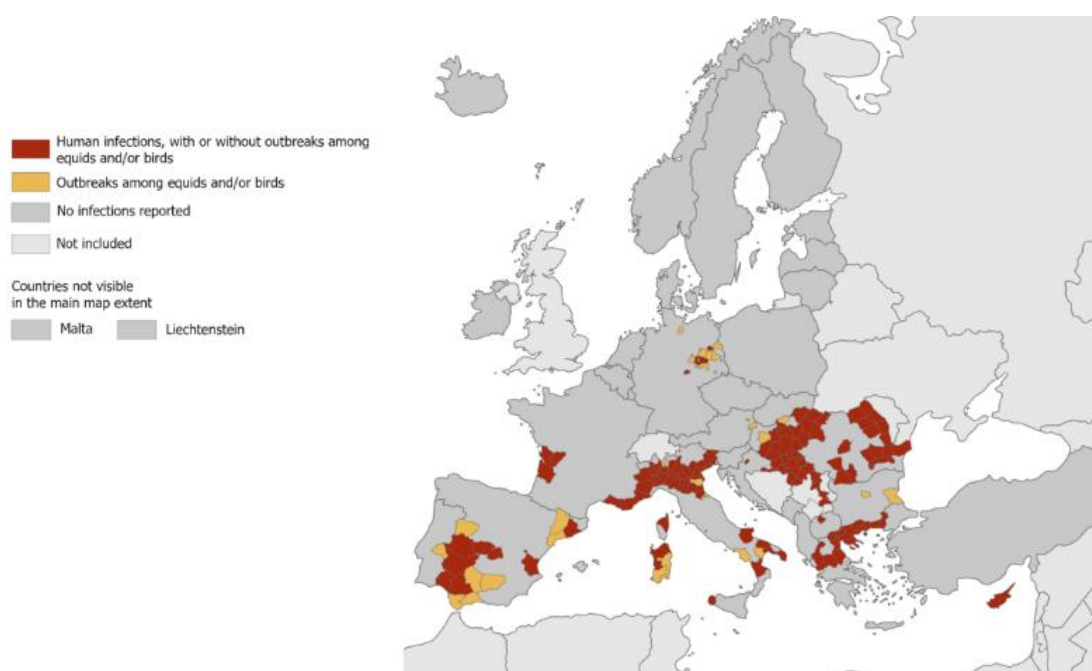 Human infections, with or without outbreaks among
equids and/or birds
Outbreaks among equids and/or birds
No infections reported
Not included
Countries not visible
in the main map extent
Malta
Liechtenstein